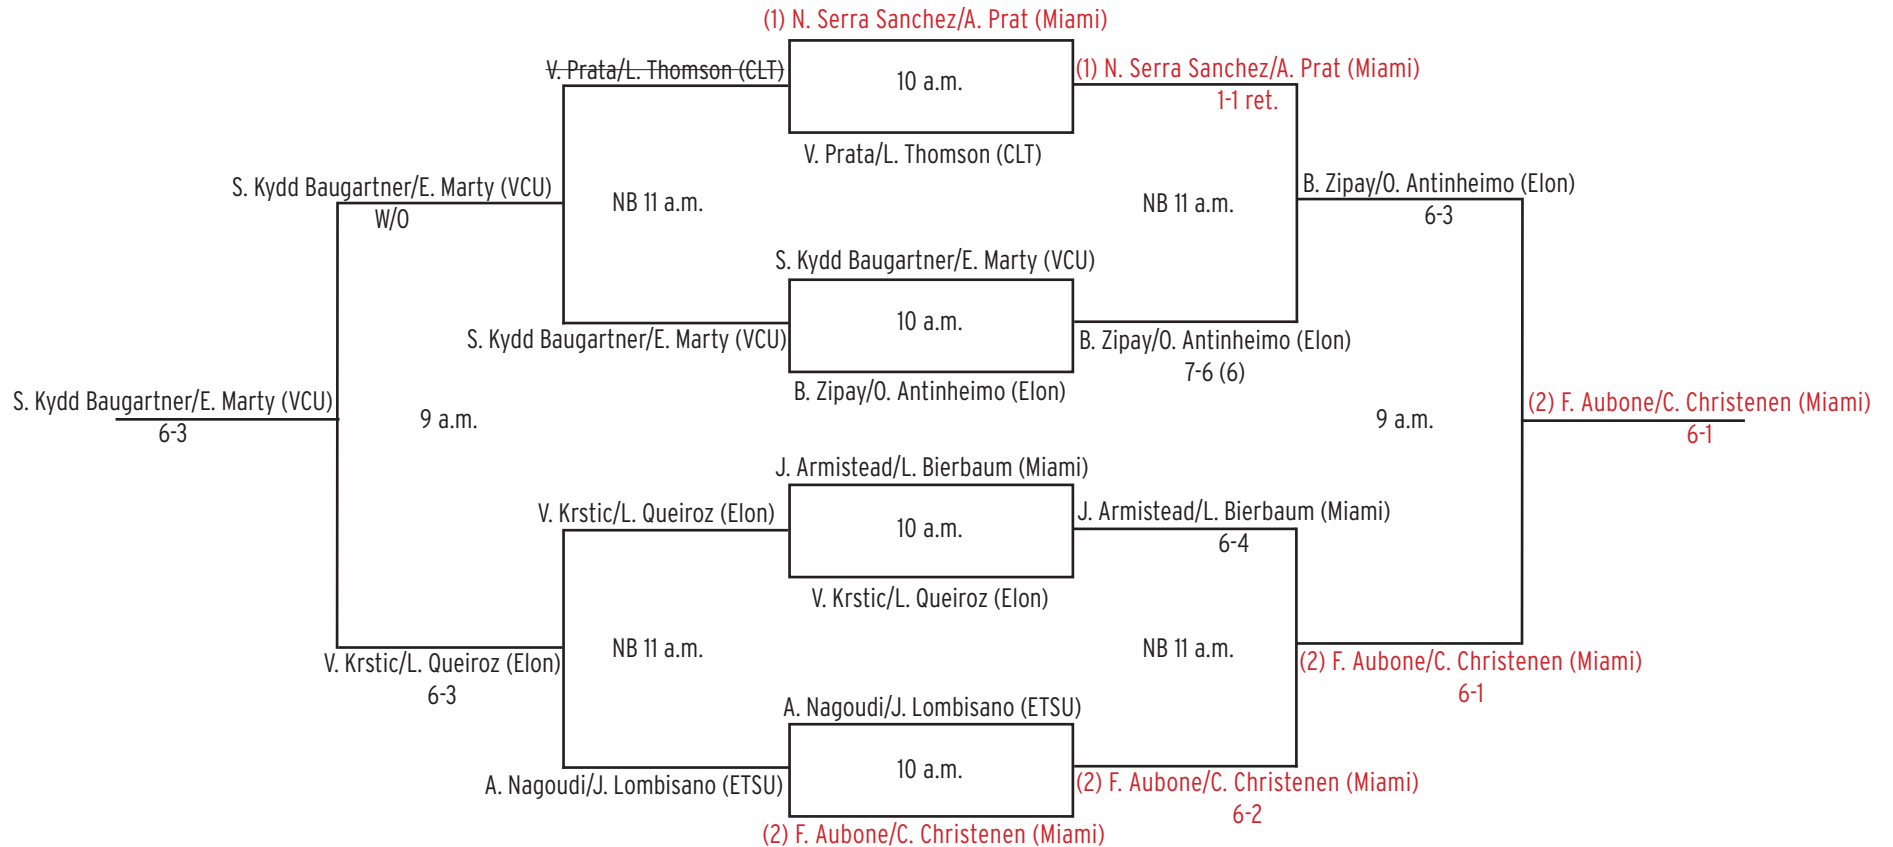 (1) N. Serra Sanchez/A. Prat (Miami)
V. Prata/L. Thomson (CLT)
10 a.m.
(1) N. Serra Sanchez/A. Prat (Miami)
1-1 ret.
V. Prata/L. Thomson (CLT)
S. Kydd Baugartner/E. Marty (VCU)
W/O
NB 11 a.m.
NB 11 a.m.
B. Zipay/O. Antinheimo (Elon)
6-3
S. Kydd Baugartner/E. Marty (VCU)
10 a.m.
S. Kydd Baugartner/E. Marty (VCU)
B. Zipay/O. Antinheimo (Elon)
7-6 (6)
B. Zipay/O. Antinheimo (Elon)
S. Kydd Baugartner/E. Marty (VCU)
6-3
9 a.m.
9 a.m.
(2) F. Aubone/C. Christenen (Miami)
6-1
J. Armistead/L. Bierbaum (Miami)
V. Krstic/L. Queiroz (Elon)
10 a.m.
J. Armistead/L. Bierbaum (Miami)
6-4
V. Krstic/L. Queiroz (Elon)
NB 11 a.m.
NB 11 a.m.
V. Krstic/L. Queiroz (Elon)
6-3
(2) F. Aubone/C. Christenen (Miami)
6-1
A. Nagoudi/J. Lombisano (ETSU)
10 a.m.
A. Nagoudi/J. Lombisano (ETSU)
(2) F. Aubone/C. Christenen (Miami)
6-2
(2) F. Aubone/C. Christenen (Miami)